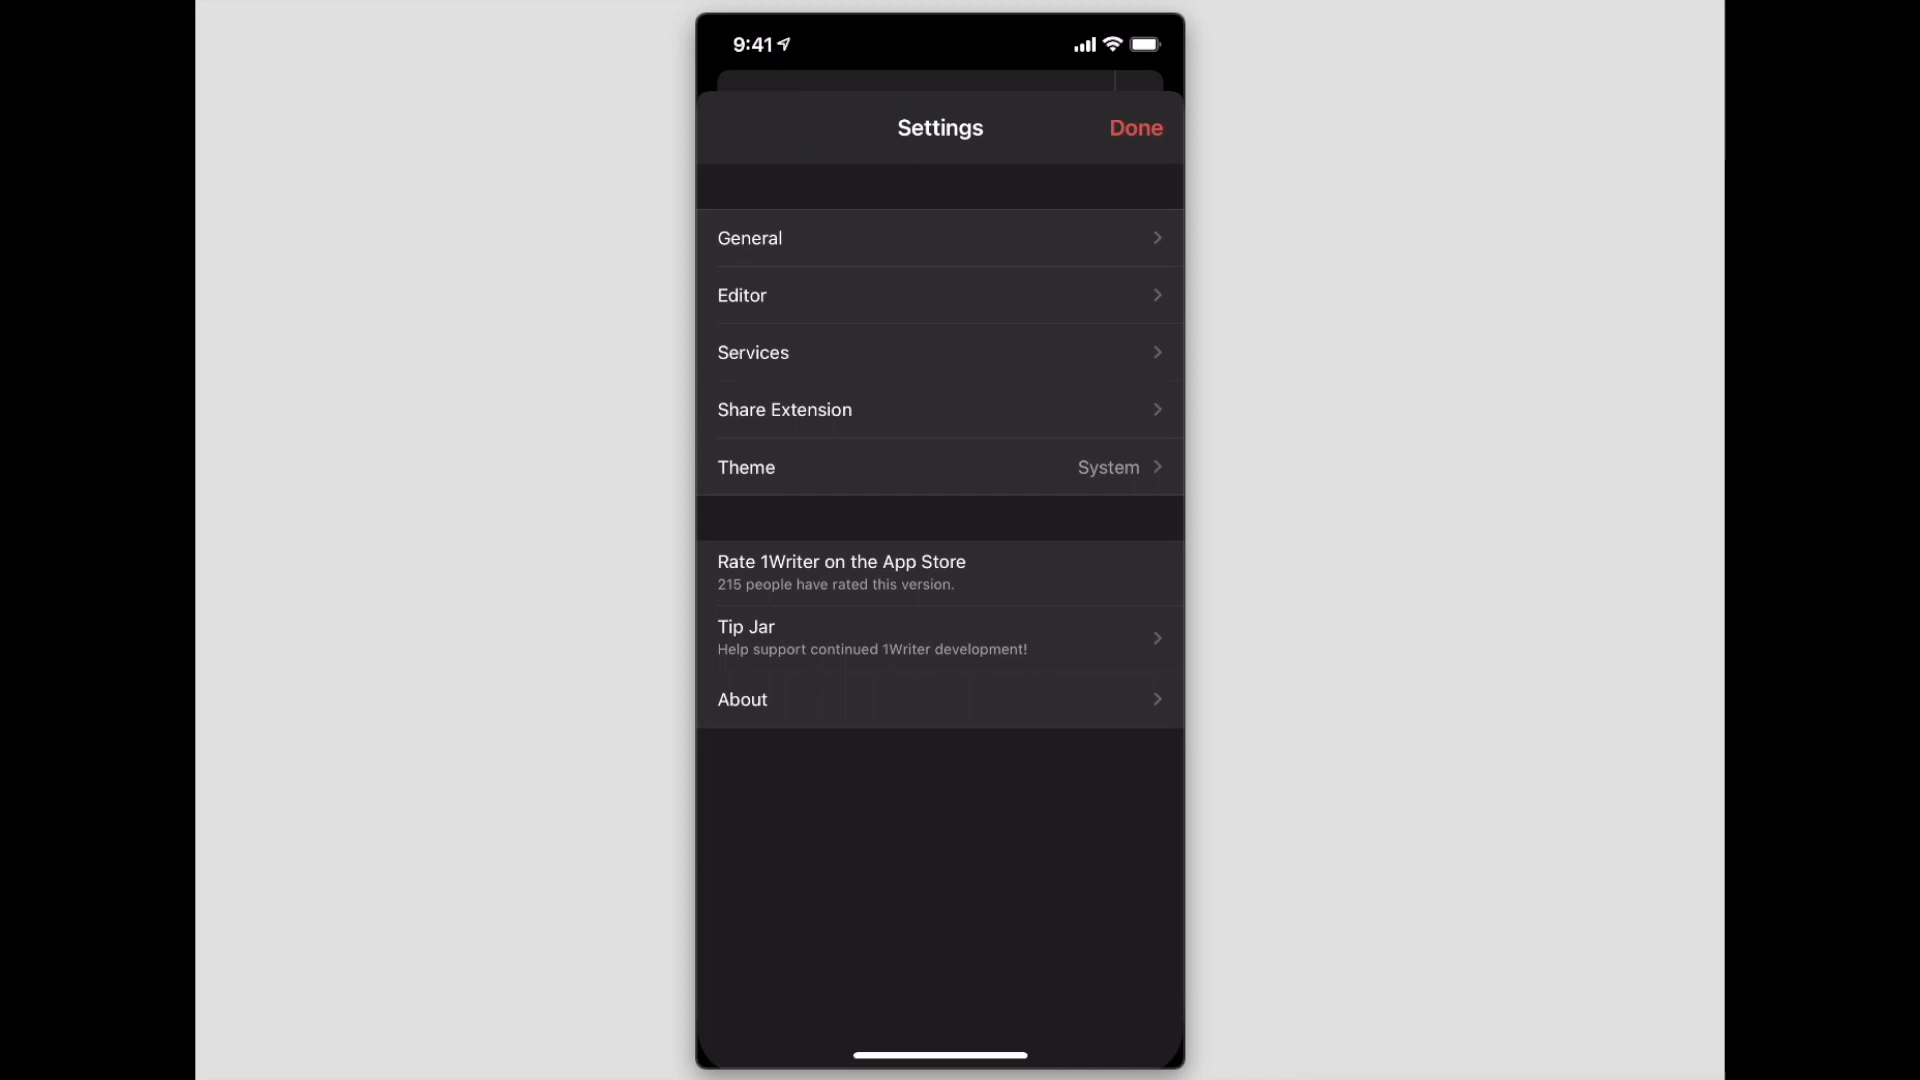 9:41
Settings
Done
General
Editor
Services
Share Extension
Theme
System
Rate 1Writer on the App Store
215 people have rated this version.
Tip Jar
Help support continued 1Writer development!
About